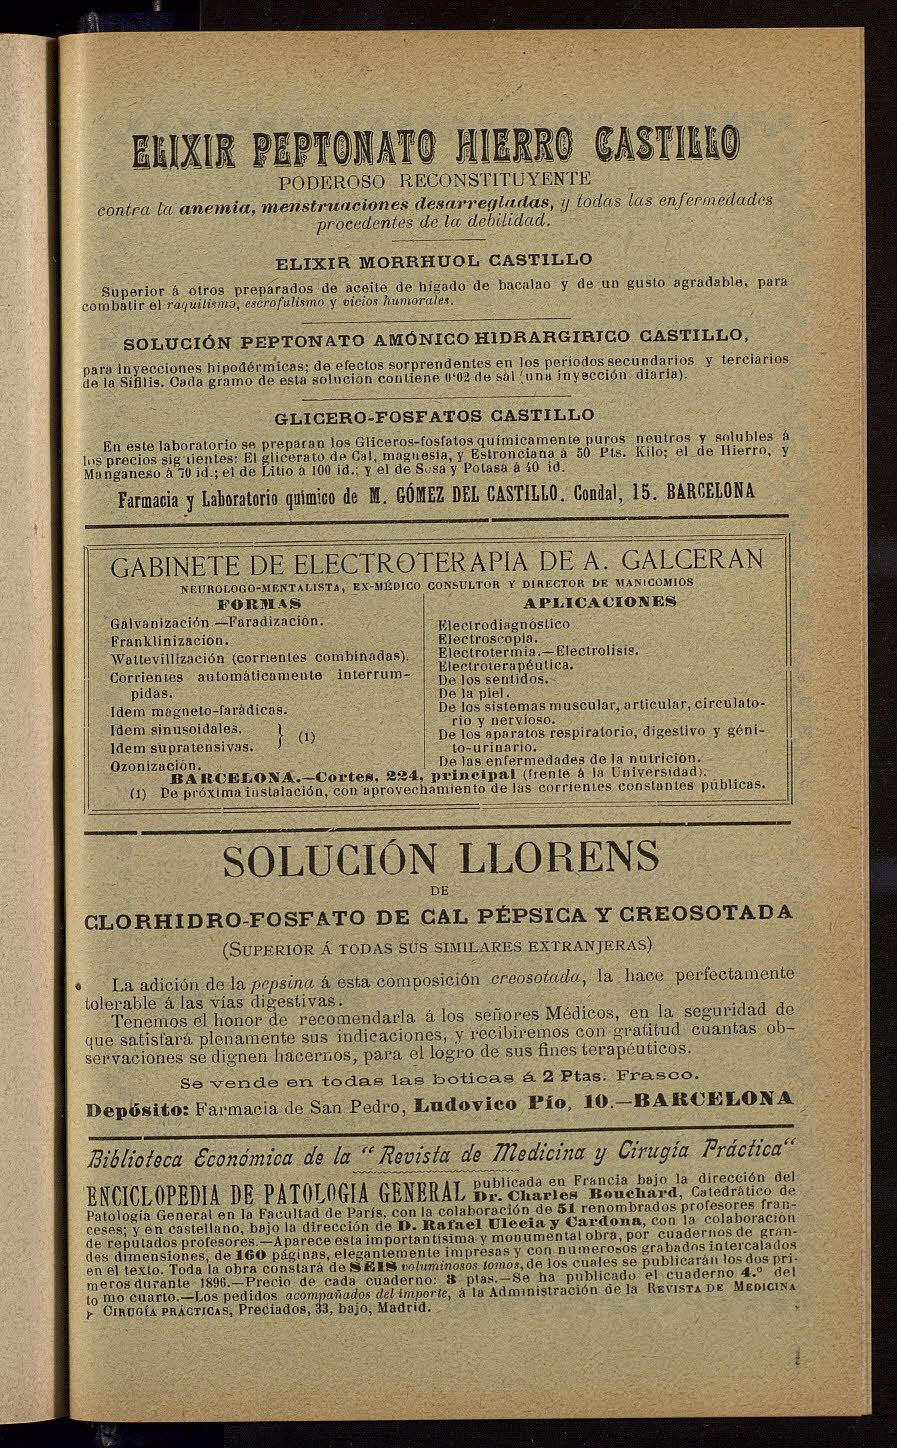 ELIXIR PEPTONATO HIERRO CASTILLO
PODEROSO RECONSTITUYENTE
contra la anemia, menstruaciones desarregladas, y todas las enfermedades
procedentes de la debilidad.
ELIXIR MORRHUOL CASTILLO
Superior á otros preparados de aceite de hígado de bacalao y de un gusto agradable, para
combatir el raquitismo, escrofulismo y vicios humorales.
SOLUCIÓN PEPTONATO AMÓNICO HIDRARGIRICO CASTILLO,
para inyecciones hipodérmicas; de efectos sorprendentes en los períodos secundarios y terciarios
de la Sífilis. Cada gramo de esta solución contiene 0'02 de sal (una inyección diaria).
GLICERO-FOSFATOS CASTILLO
En este laboratorio se preparan los Gliceros-fosfatos químicamente puros neutros y solubles á
los precios siguientes: El glicerato de Cal, magnesia, y Estronciana á 50 Pts. Kilo; el de Hierro, y
Manganeso á 70 id.; el de Litio á 100 id.; y el de Sosa y Potasa á 40 id.
Farmacia y Laboratorio químico de M. GÓMEZ DEL CASTILLO. Condal, 15. BARCELONA
GABINETE DE ELECTROTERAPIA DE A. GALCERAN
NEURÓLOGO-MENTALISTA, EX-MÉDICO CONSULTOR Y DIRECTOR DE MANICOMIOS
FORMAS
Galvanización —Faradización.
Franklinización.
Wattevillización (corrientes combinadas).
Corrientes automáticamente interrum-
pidas.
Idem magneto-farádicas.
Idem sinusoidales. } (1)
Idem supratensivas.
Ozonización.
APLICACIONES
Electrodiagnóstico
Electroscopia.
Electrotermia.—Electrolisis.
Electroterapéutica.
De los sentidos.
De la piel.
De los sistemas muscular, articular, circulato-
rio y nervioso.
De los aparatos respiratorio, digestivo y géni-
to-urinario.
De las enfermedades de la nutrición.
BARCELONA.—Cortes, 224, principal (frente á la Universidad).
(1) De próxima instalación, con aprovechamiento de las corrientes constantes públicas.
SOLUCIÓN LLORENS
DE
CLORHIDRO-FOSFATO DE CAL PÉPSICA Y CREOSOTADA
(SUPERIOR Á TODAS SUS SIMILARES EXTRANJERAS)
La adición de la pepsina á esta composición creosotada, la hace perfectamente
tolerable á las vías digestivas.
Tenemos el honor de recomendarla á los señores Médicos, en la seguridad de
que satisfará plenamente sus indicaciones, y recibiremos con gratitud cuantas ob-
servaciones se dignen hacernos, para el logro de sus fines terapéuticos.
Se vende en todas las boticas á 2 Ptas. Frasco.
Depósito: Farmacia de San Pedro, Ludovico Pío, 10.—BARCELONA
Biblioteca Económica de la "Revista de Medicina y Cirugía Práctica"
ENCICLOPEDIA DE PATOLOGIA GENERAL publicada en Francia bajo la dirección del
Dr. Charles Bouchard, Catedrático de
Patología General en la Facultad de París, con la colaboración de 51 renombrados profesores fran-
ceses; y en castellano, bajo la dirección de D. Rafael Ulecia y Cardona, con la colaboración
de reputados profesores.—Aparece esta importantísima y monumental obra, por cuadernos de gran-
des dimensiones, de 160 páginas, elegantemente impresas y con numerosos grabados intercalados
en el texto. Toda la obra constará de SEIS voluminosos tomos, de los cuales se publicarán los dos pri-
meros durante 1896.—Precio de cada cuaderno: 3 ptas.—Se ha publicado el cuaderno 4.º del
to mo cuarto.—Los pedidos acompañados del importe, á la Administración de la REVISTA DE MEDICINA
Y CIRUGÍA PRÁCTICAS, Preciados, 33, bajo, Madrid.